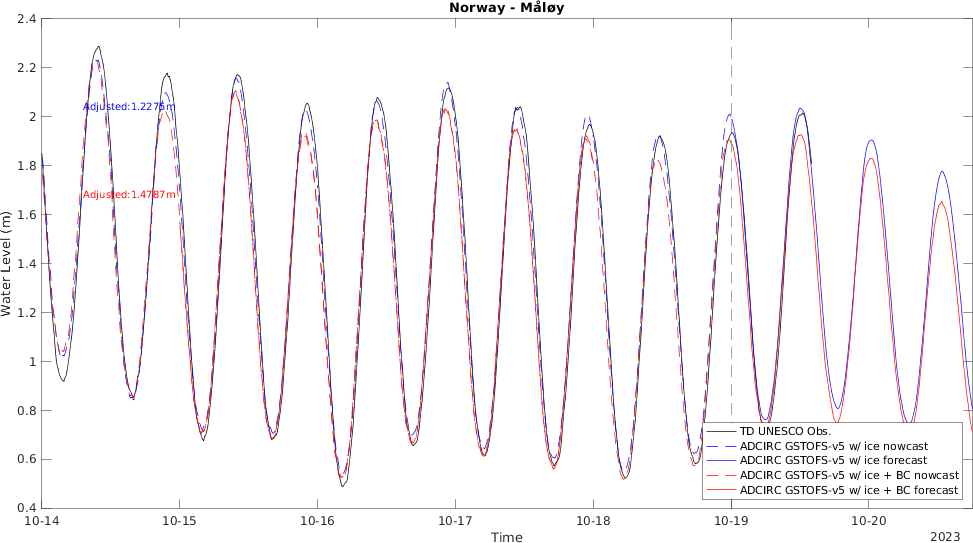 Norway - Måløy
2.4
2.2
2
1.8
1.6
1.4
1.2
1
0.8
0.6
0.4
Water Level (m)
Adjusted:1.2275m
Adjusted:1.4787m
TD UNESCO Obs.
ADCIRC GSTOFS-v5 w/ ice nowcast
ADCIRC GSTOFS-v5 w/ ice forecast
ADCIRC GSTOFS-v5 w/ ice + BC nowcast
ADCIRC GSTOFS-v5 w/ ice + BC forecast
10-14 10-15 10-16 10-17 10-18 10-19 10-20
Time
2023